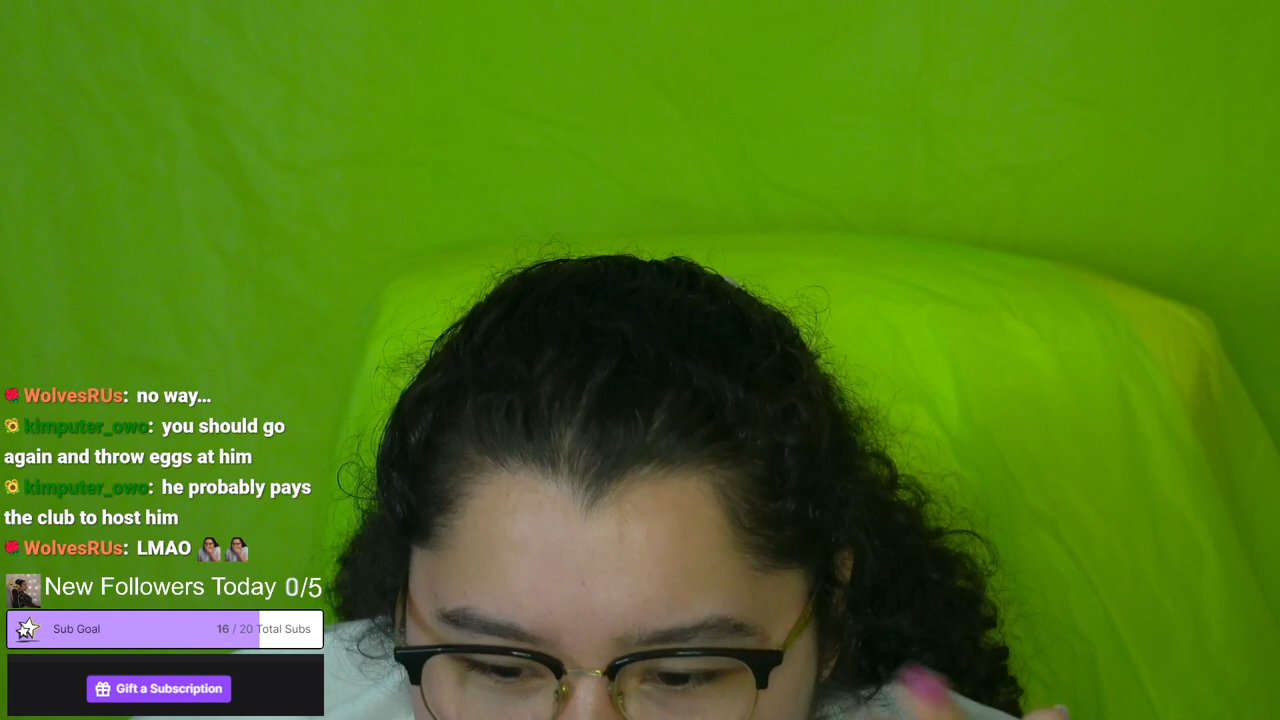 WolvesRUs: no way...
kimputer_owo: you should go
again and throw eggs at him
kimputer_owo: he probably pays
the club to host him
WolvesRUs: LMAO
New Followers Today 0/5
Sub Goal 16 / 20 Total Subs
Gift a Subscription